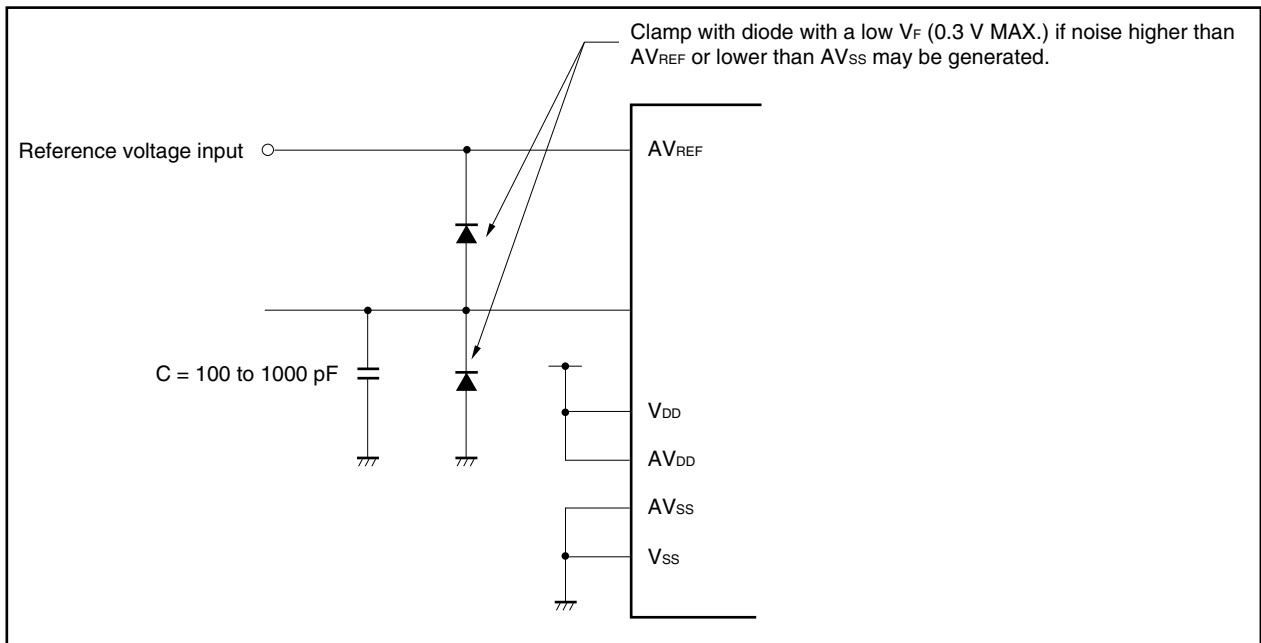 Clamp with diode with a low VF (0.3 V MAX.) if noise higher than
AVREF or lower than AVSS may be generated.
Reference voltage input
AVREF
C = 100 to 1000 pF
VDD
AVDD
AVSS
VSS